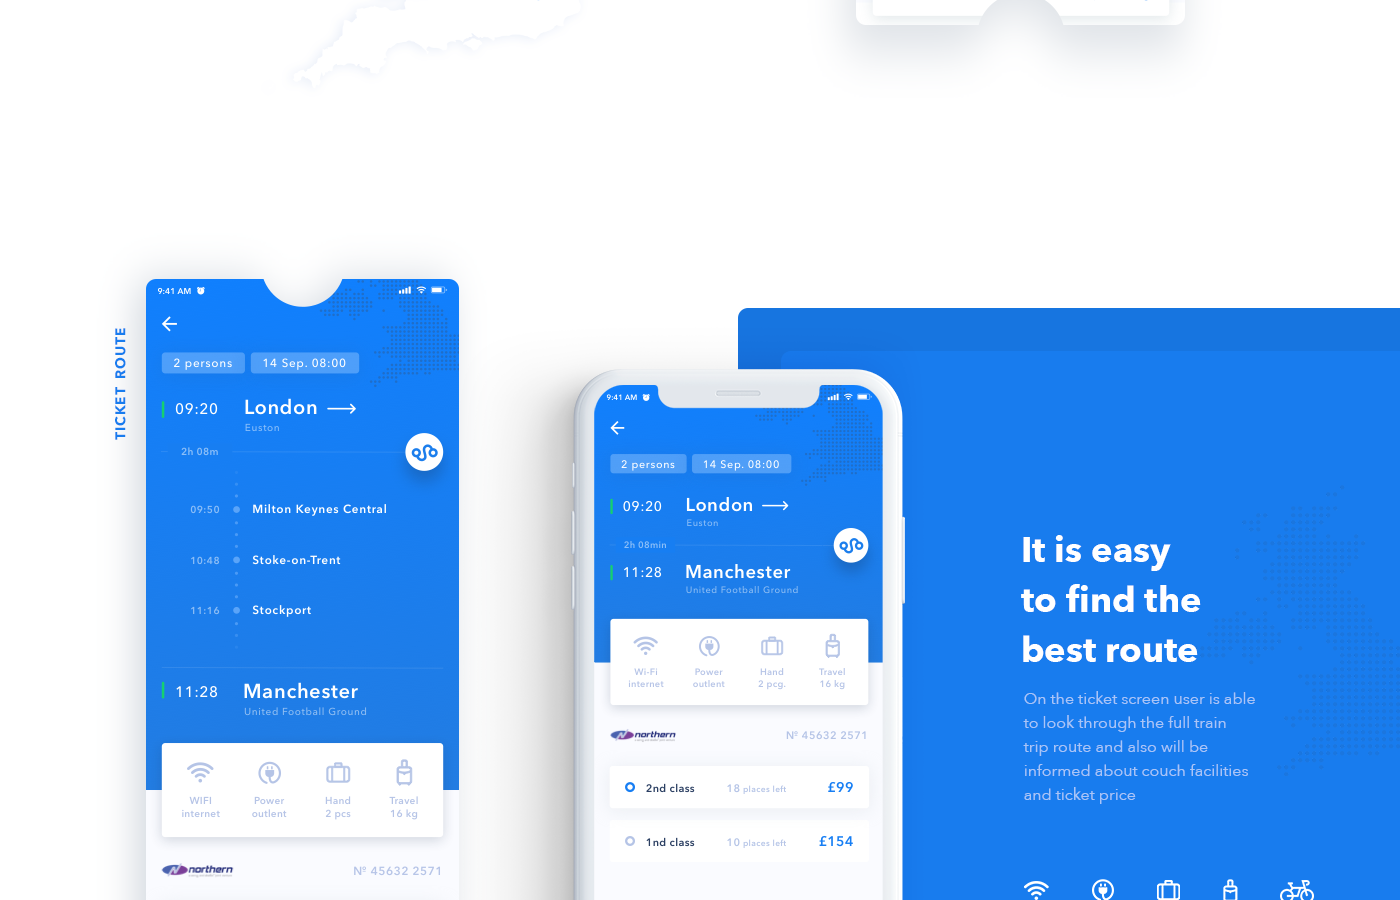 TICKET ROUTE
9:41 AM
2 persons
14 Sep. 08:00
09:20 London
Euston
2h 08m
09:50 Milton Keynes Central
10:48 Stoke-on-Trent
11:16 Stockport
11:28 Manchester
United Football Ground
WIFI
internet
Power
outlent
Hand
2 pcs
Travel
16 kg
northern
Nº 45632 2571
9:41 AM
2 persons
14 Sep. 08:00
09:20 London
Euston
2h 08min
11:28 Manchester
United Football Ground
Wi-Fi
internet
Power
outlent
Hand
2 pcg.
Travel
16 kg
northern
Nº 45632 2571
2nd class 18 places left £99
1nd class 10 places left £154
It is easy
to find the
best route
On the ticket screen user is able
to look through the full train
trip route and also will be
informed about couch facilities
and ticket price